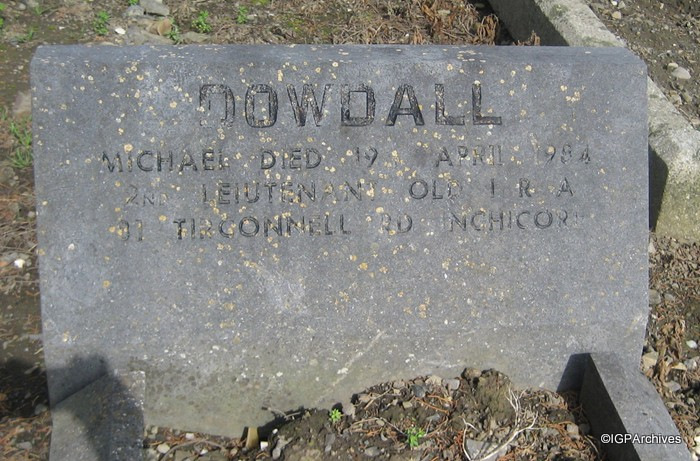 DOWDALL
MICHAEL DIED 19 APRIL 1984
2ND LEIUTENANT OLD I R A
TIRCONNELL RD INCHICORE
©IGPArchives